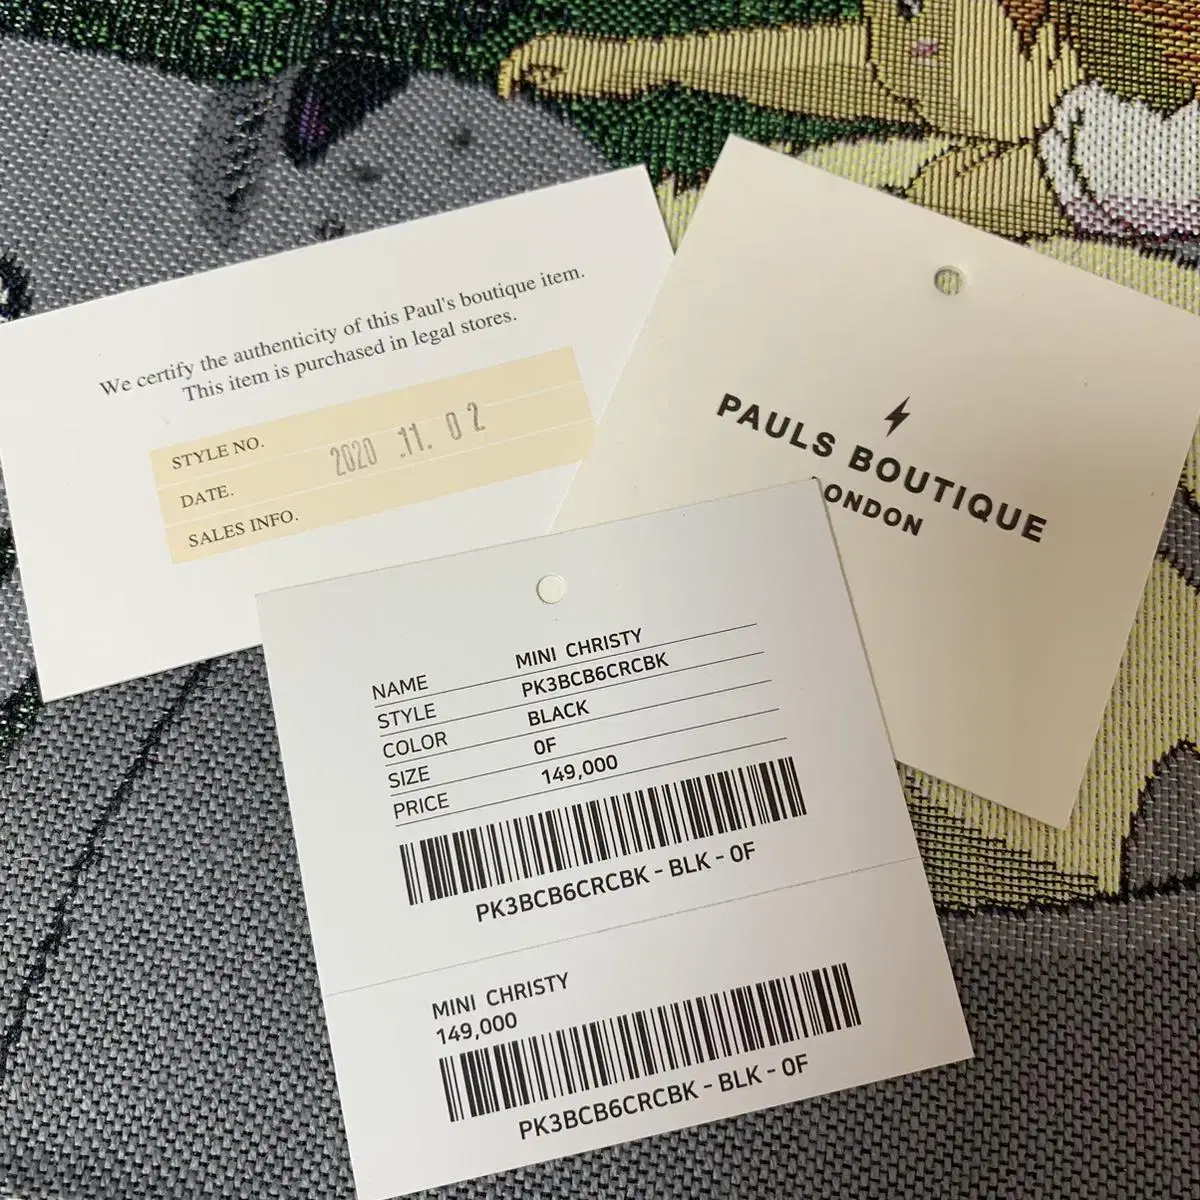 We certify the authenticity of this Paul's boutique item.
This item is purchased in legal stores.
STYLE NO.
DATE. 2020 .11. 02
SALES INFO.
PAULS BOUTIQUE
ONDON
NAME MINI CHRISTY
STYLE PK3BCB6CRCBK
COLOR BLACK
SIZE 0F
PRICE 149,000
PK3BCB6CRCBK - BLK - 0F
MINI CHRISTY
149,000
PK3BCB6CRCBK - BLK - 0F